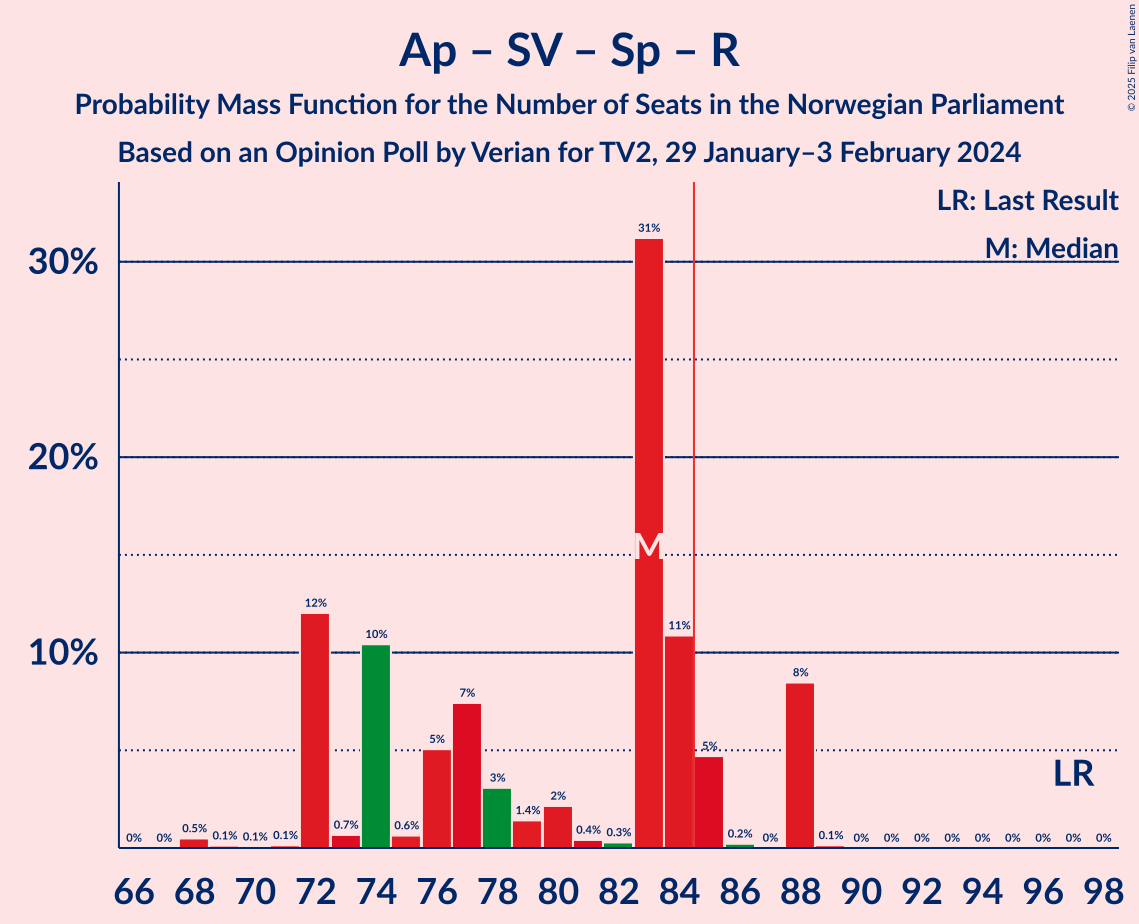 © 2025 Filip van Laenen
Ap – SV – Sp – R
Probability Mass Function for the Number of Seats in the Norwegian Parliament
Based on an Opinion Poll by Verian for TV2, 29 January–3 February 2024
LR: Last Result
M: Median
30%
20%
10%
0% 0% 0.5% 0.1% 0.1% 0.1% 12% 0.7% 10% 0.6% 5% 7% 3% 1.4% 2% 0.4% 0.3% 31% 11% 5% 0.2% 0% 8% 0.1% 0% 0% 0% 0% 0% 0% 0% 0% 0%
M
LR
66 68 70 72 74 76 78 80 82 84 86 88 90 92 94 96 98